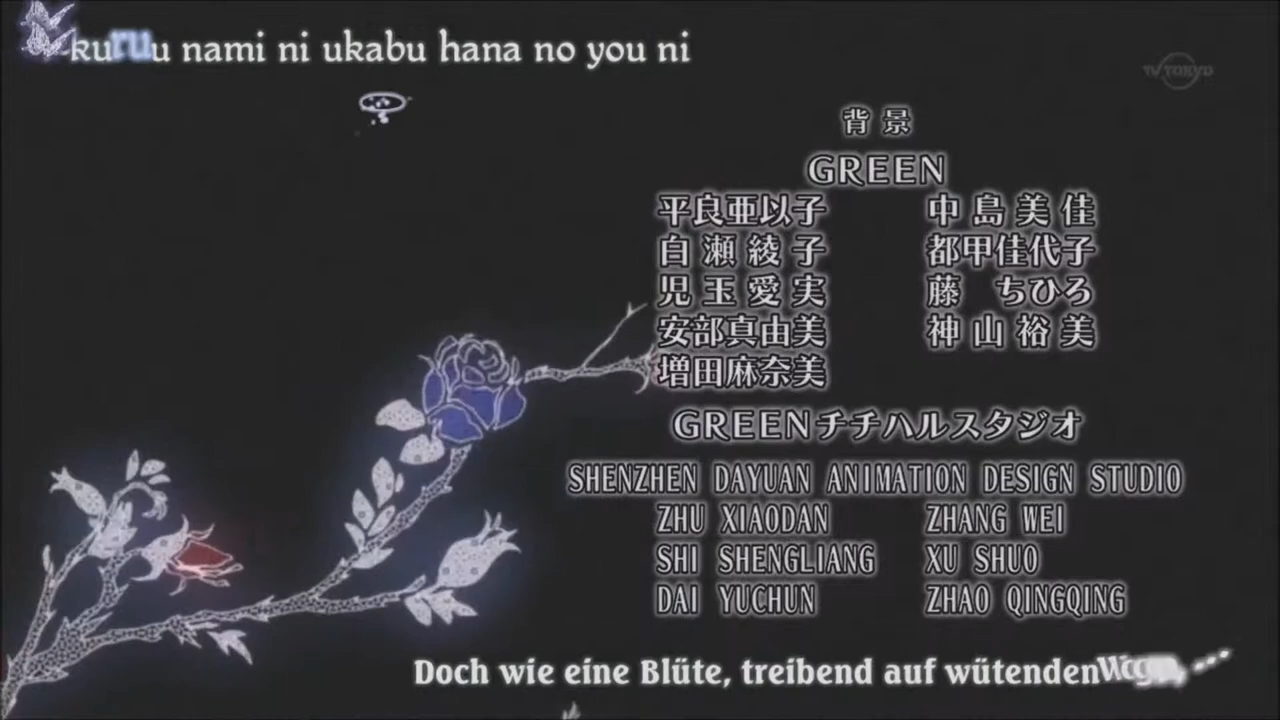 kuruu nami ni ukabu hana no you ni
TV TOKYO
背景
GREEN
平良亜以子 中島美佳
白瀬綾子 都甲佳代子
児玉愛実 藤 ちひろ
安部真由美 神山裕美
増田麻奈美
GREENチチハルスタジオ
SHENZHEN DAYUAN ANIMATION DESIGN STUDIO
ZHU XIAODAN ZHANG WEI
SHI SHENGLIANG XU SHUO
DAI YUCHUN ZHAO QINGQING
Doch wie eine Blüte, treibend auf wütenden